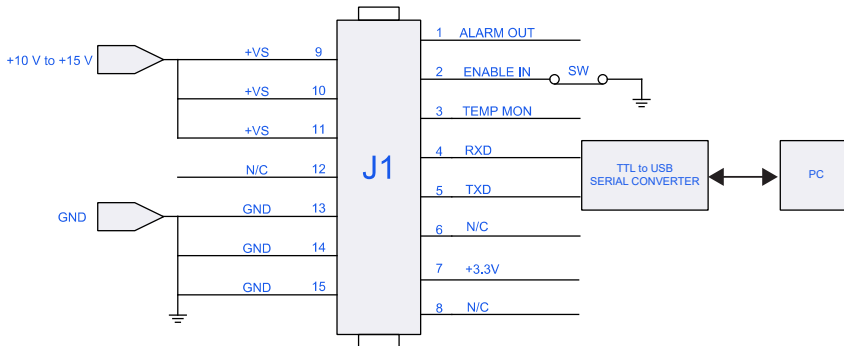 +10 V to +15 V
+VS 9
+VS 10
+VS 11
N/C 12
GND
GND 13
GND 14
GND 15
J1
1 ALARM OUT
2 ENABLE IN
SW
3 TEMP MON
4 RXD
5 TXD
6 N/C
7 +3.3V
8 N/C
TTL to USB
SERIAL CONVERTER
PC